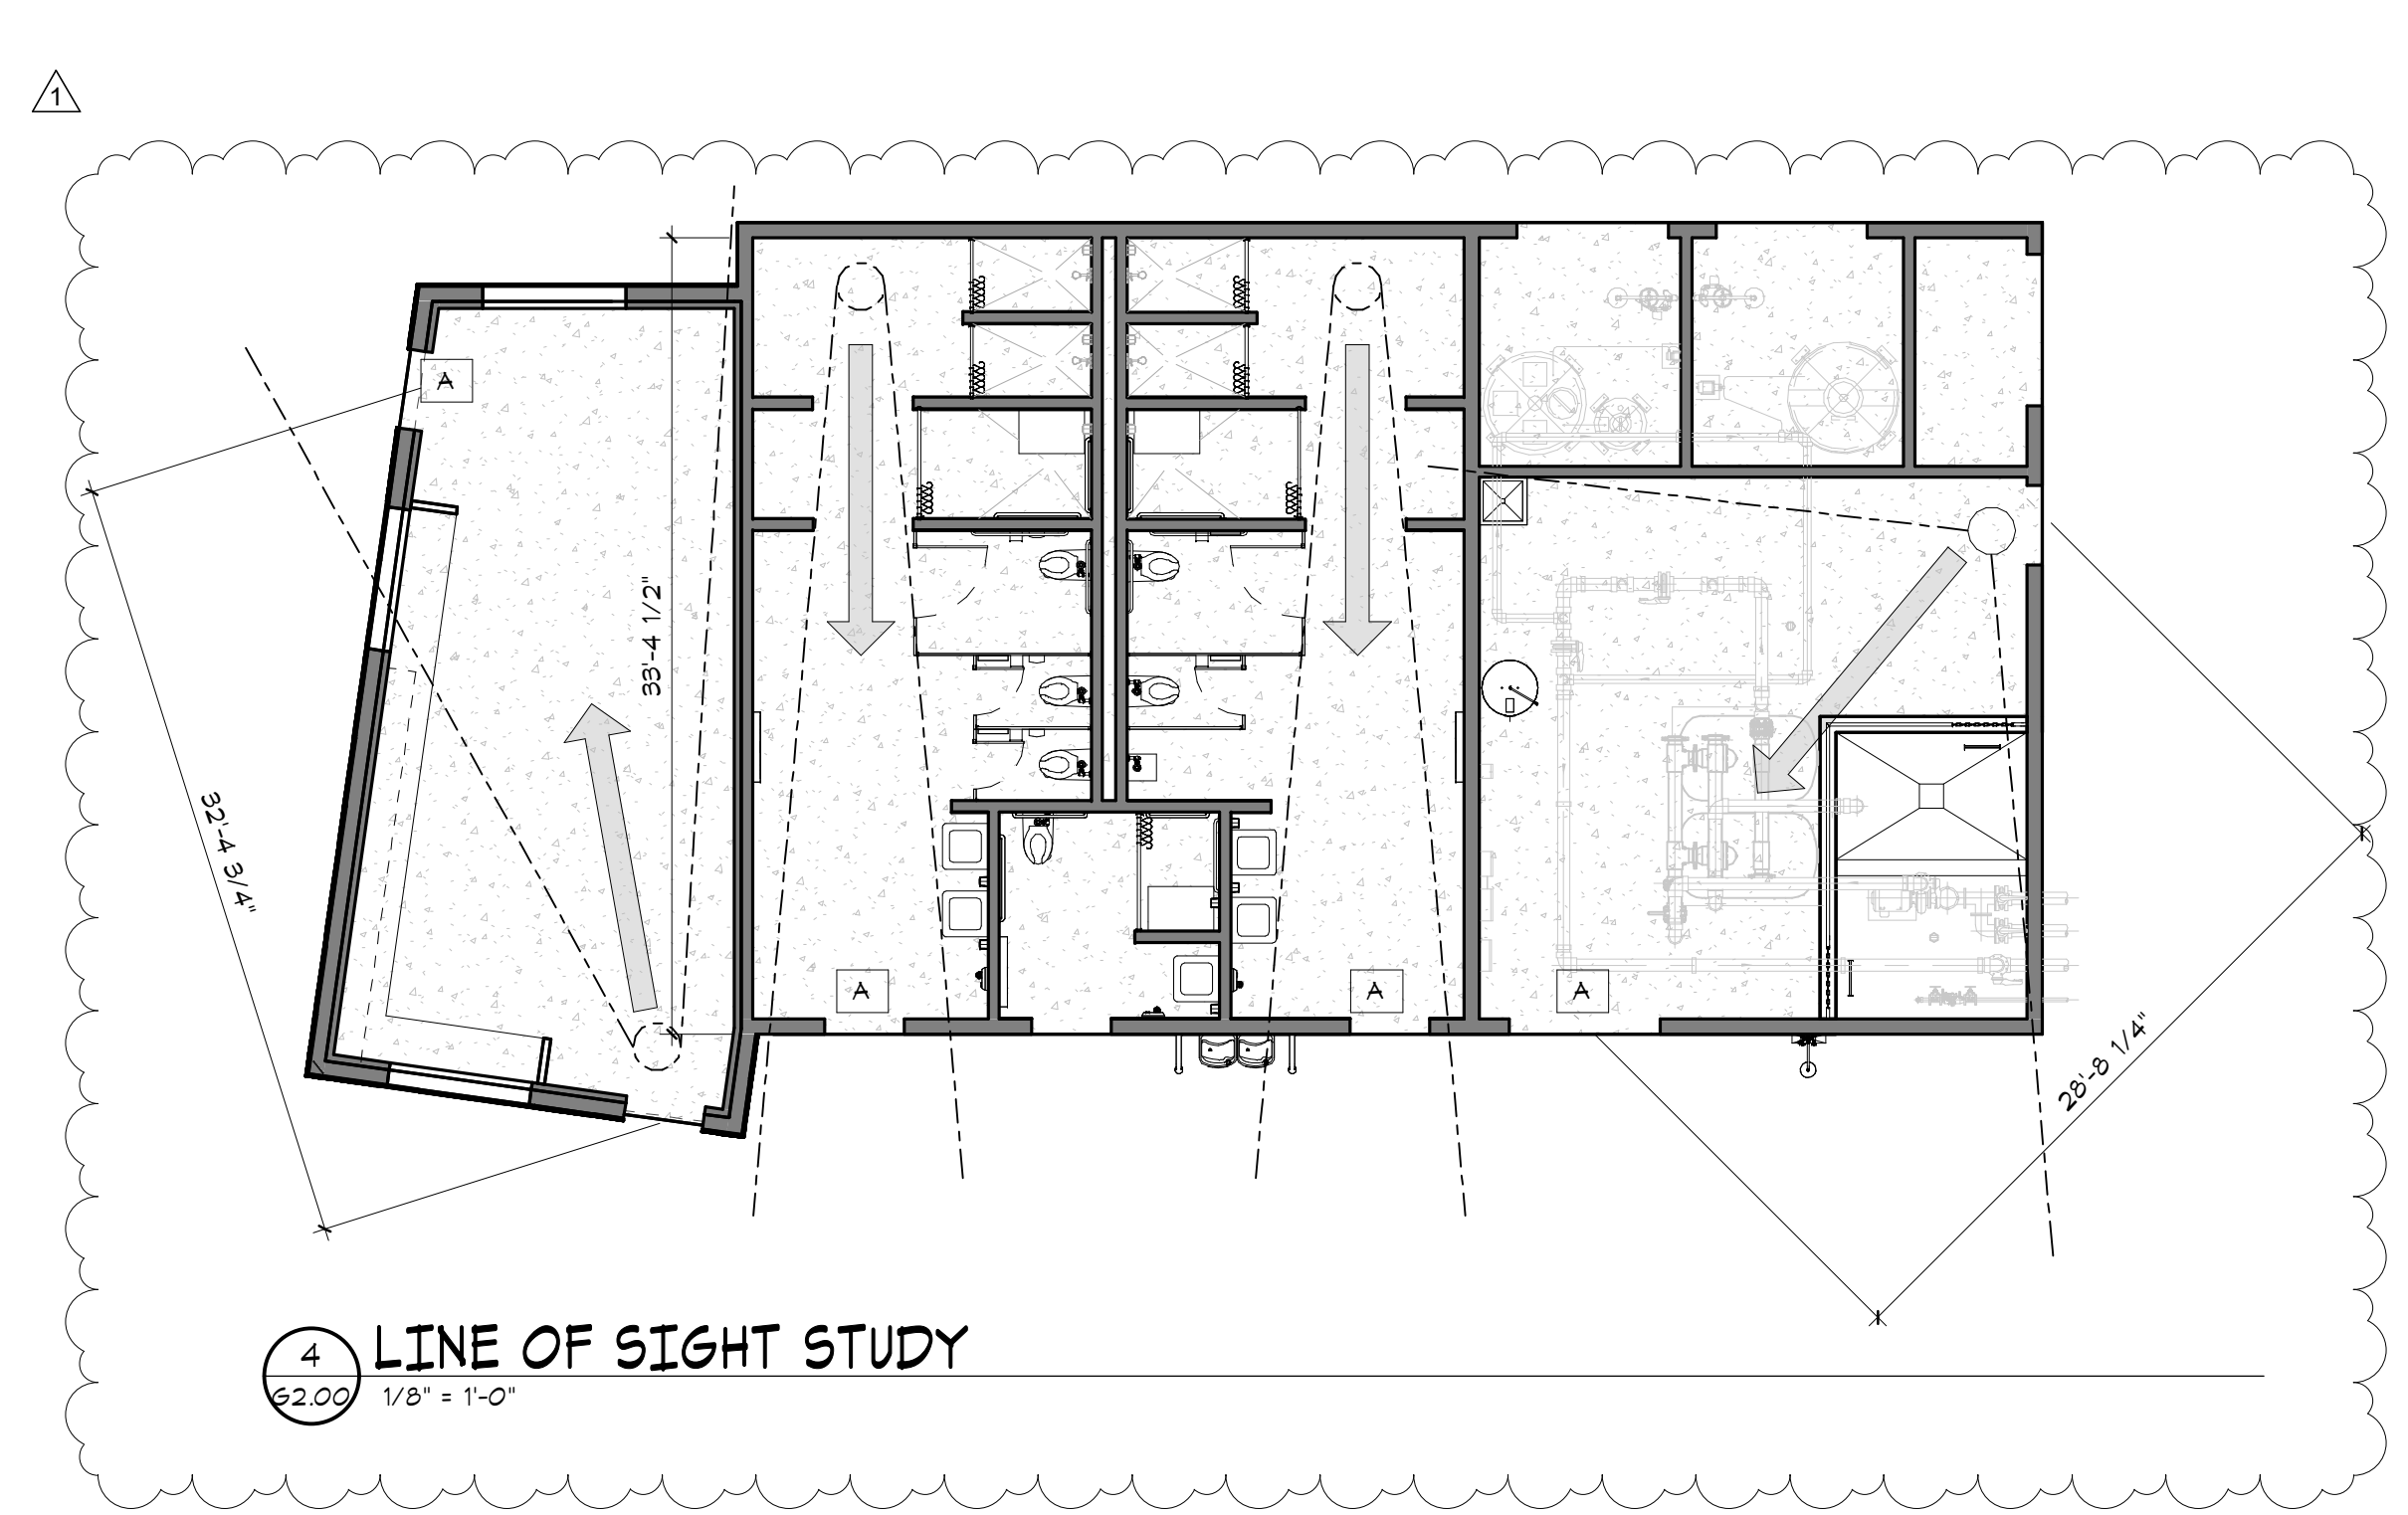 1
A
33'-4 1/2"
32'-4 3/4"
A
A
A
28'-8 1/4"
4
LINE OF SIGHT STUDY
G2.00
1/8" = 1'-0"